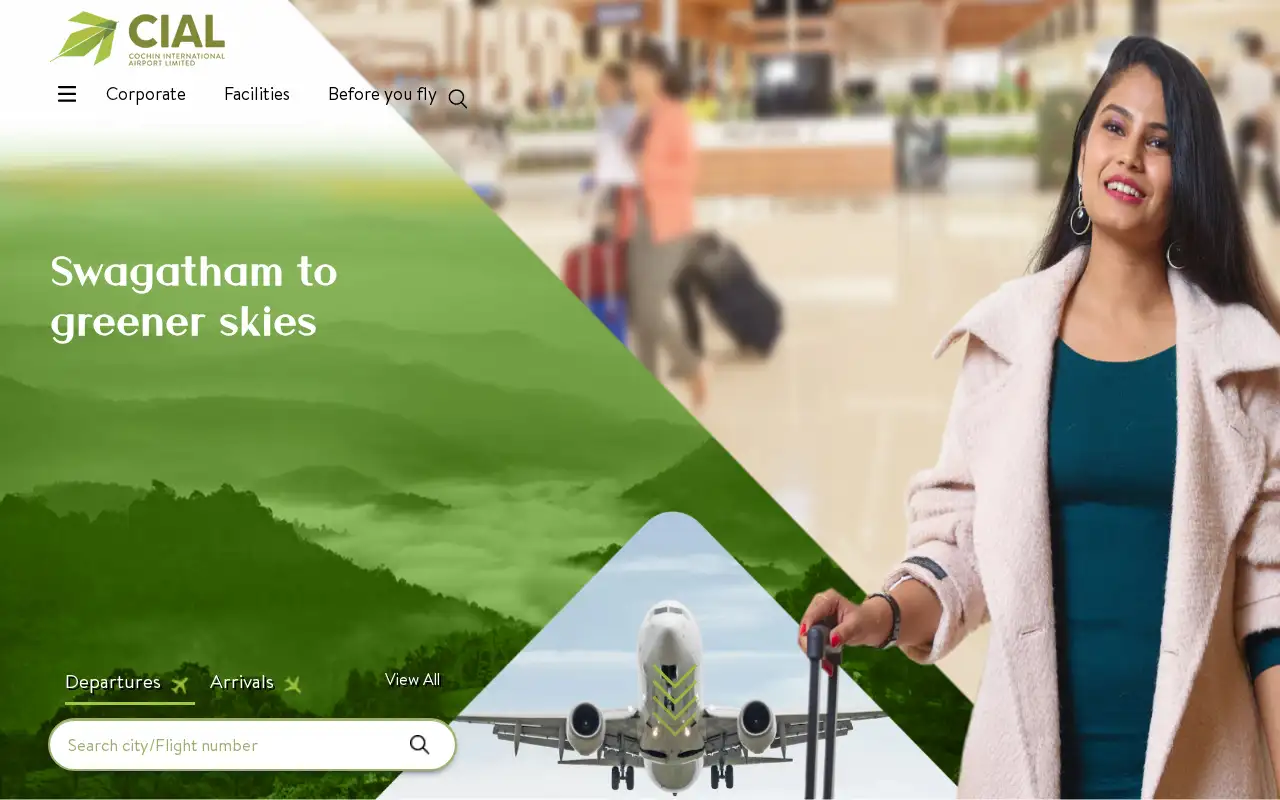 CIAL
COCHIN INTERNATIONAL
AIRPORT LIMITED
Corporate
Facilities
Before you fly
Swagatham to
greener skies
Departures
Arrivals
View All
Search city/Flight number